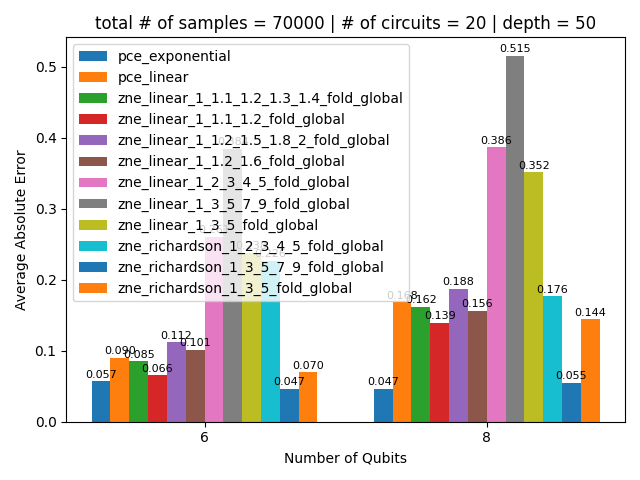 total # of samples = 70000 | # of circuits = 20 | depth = 50
pce_exponential
pce_linear
zne_linear_1_1.1_1.2_1.3_1.4_fold_global
zne_linear_1_1.1_1.2_fold_global
zne_linear_1_1.2_1.5_1.8_2_fold_global
zne_linear_1_1.2_1.6_fold_global
zne_linear_1_2_3_4_5_fold_global
zne_linear_1_3_5_7_9_fold_global
zne_linear_1_3_5_fold_global
zne_richardson_1_2_3_4_5_fold_global
zne_richardson_1_3_5_7_9_fold_global
zne_richardson_1_3_5_fold_global
0.057
0.090
0.085
0.066
0.112
0.101
0.047
0.070
0.047
0.168
0.162
0.139
0.188
0.156
0.386
0.515
0.352
0.176
0.055
0.144
0.5
0.4
0.3
0.2
0.1
0.0
Average Absolute Error
6
8
Number of Qubits